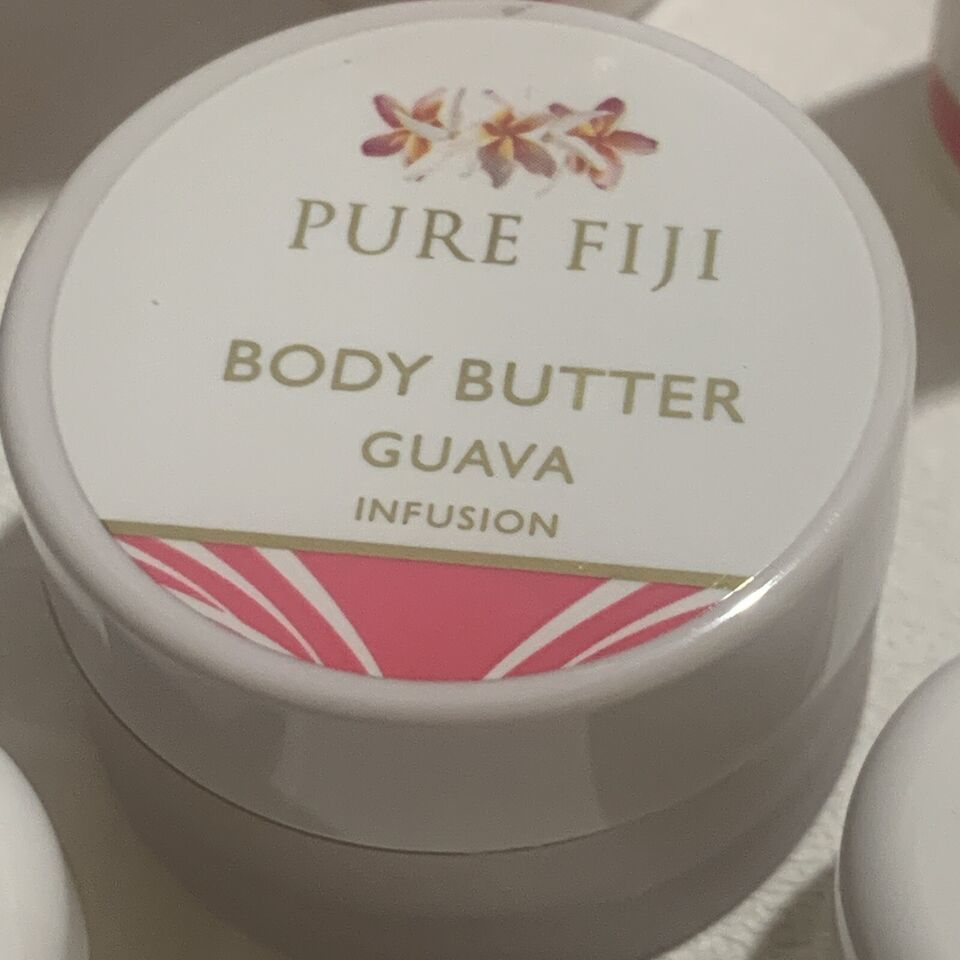 PURE FIJI
BODY BUTTER
GUAVA
INFUSION